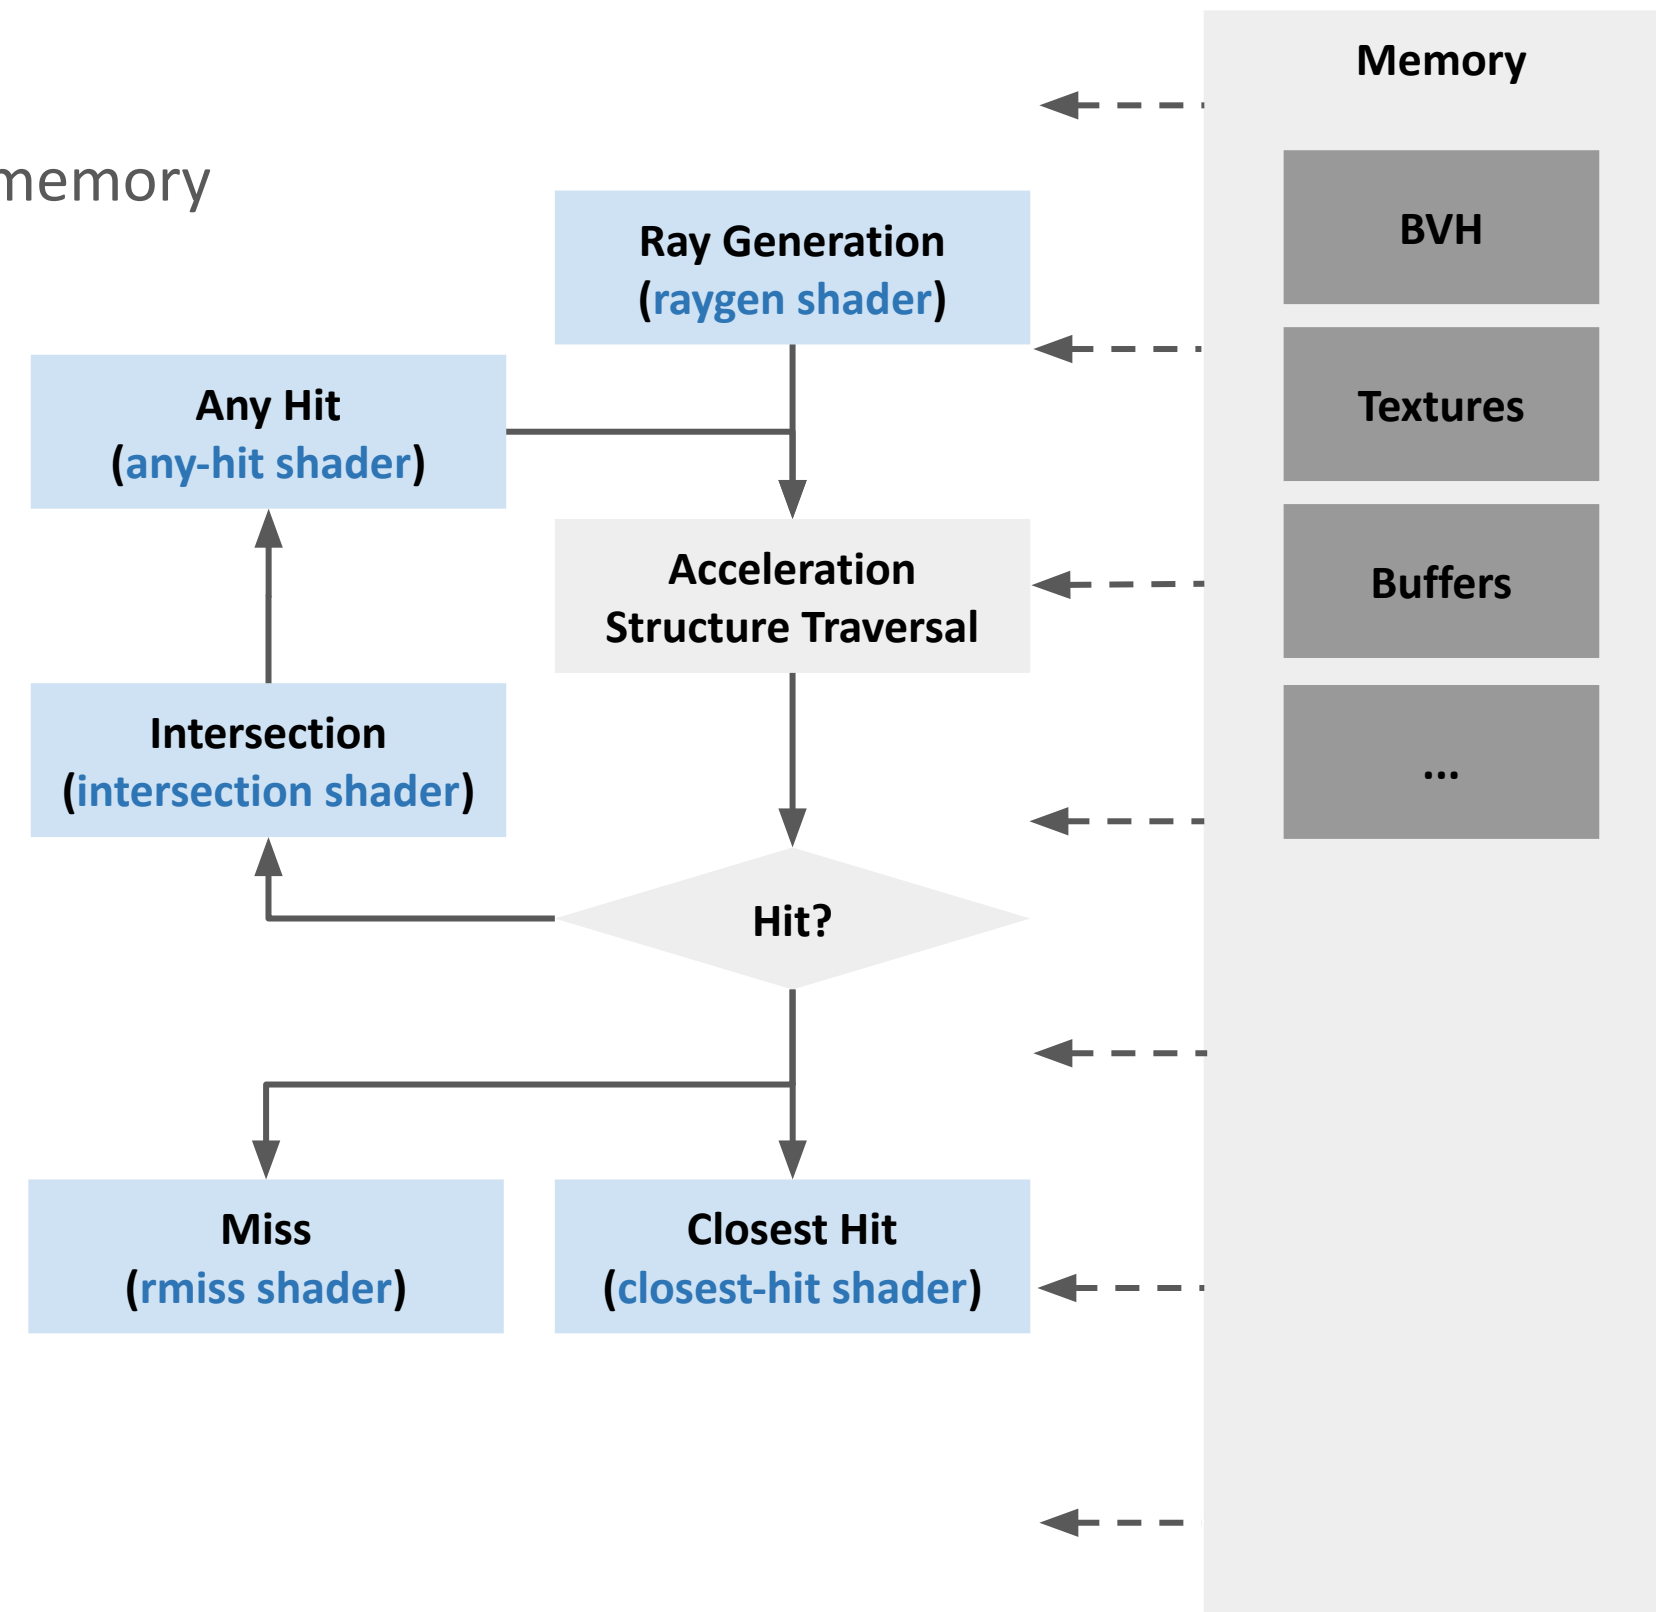 memory
Ray Generation
(raygen shader)
Any Hit
(any-hit shader)
Acceleration
Structure Traversal
Intersection
(intersection shader)
Hit?
Miss
(rmiss shader)
Closest Hit
(closest-hit shader)
Memory
BVH
Textures
Buffers
...